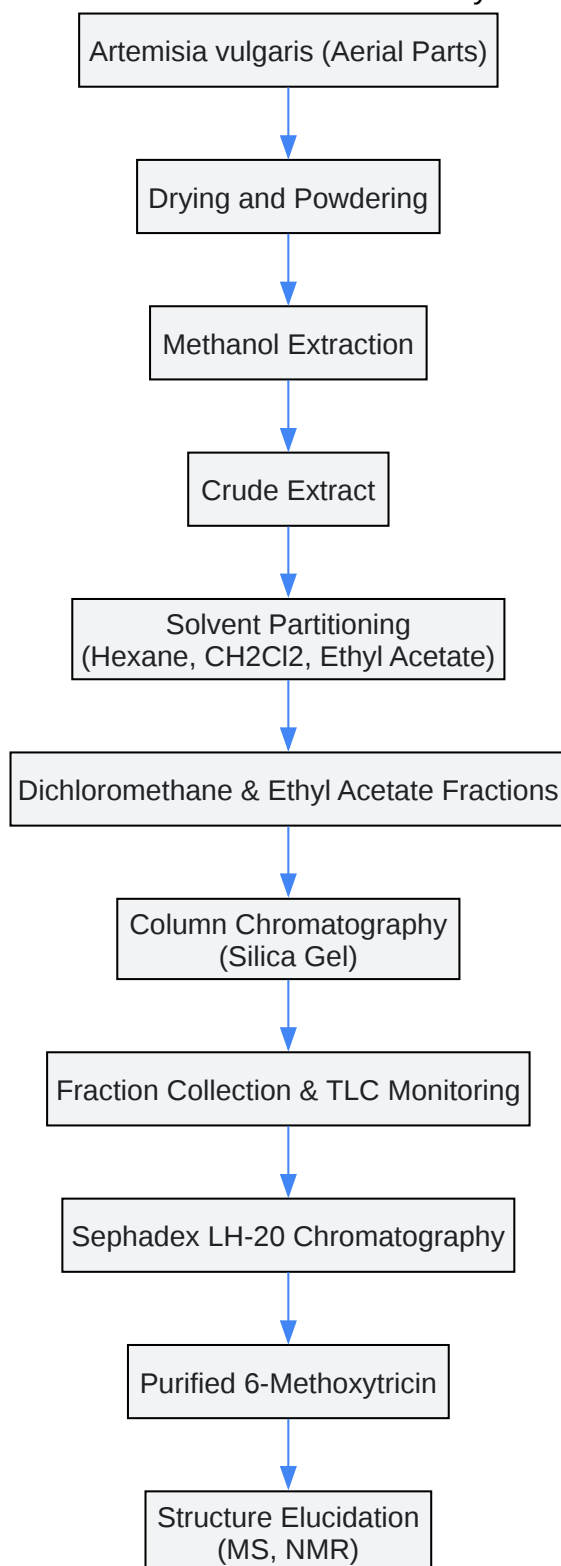 Artemisia vulgaris (Aerial Parts)
Drying and Powdering
Methanol Extraction
Crude Extract
Solvent Partitioning
(Hexane, CH2Cl2, Ethyl Acetate)
Dichloromethane & Ethyl Acetate Fractions
Column Chromatography
(Silica Gel)
Fraction Collection & TLC Monitoring
Sephadex LH-20 Chromatography
Purified 6-Methoxytricin
Structure Elucidation
(MS, NMR)